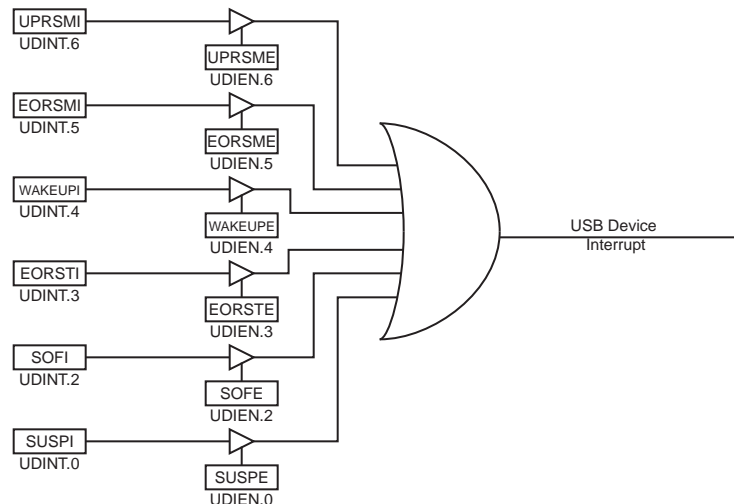 UPRSMI
UDINT.6
UPRSME
UDIEN.6
EORSMI
UDINT.5
EORSME
UDIEN.5
WAKEUPI
UDINT.4
WAKEUPE
UDIEN.4
EORSTI
UDINT.3
EORSTE
UDIEN.3
SOFI
UDINT.2
SOFE
UDIEN.2
SUSPI
UDINT.0
SUSPE
UDIEN.0
USB Device
Interrupt